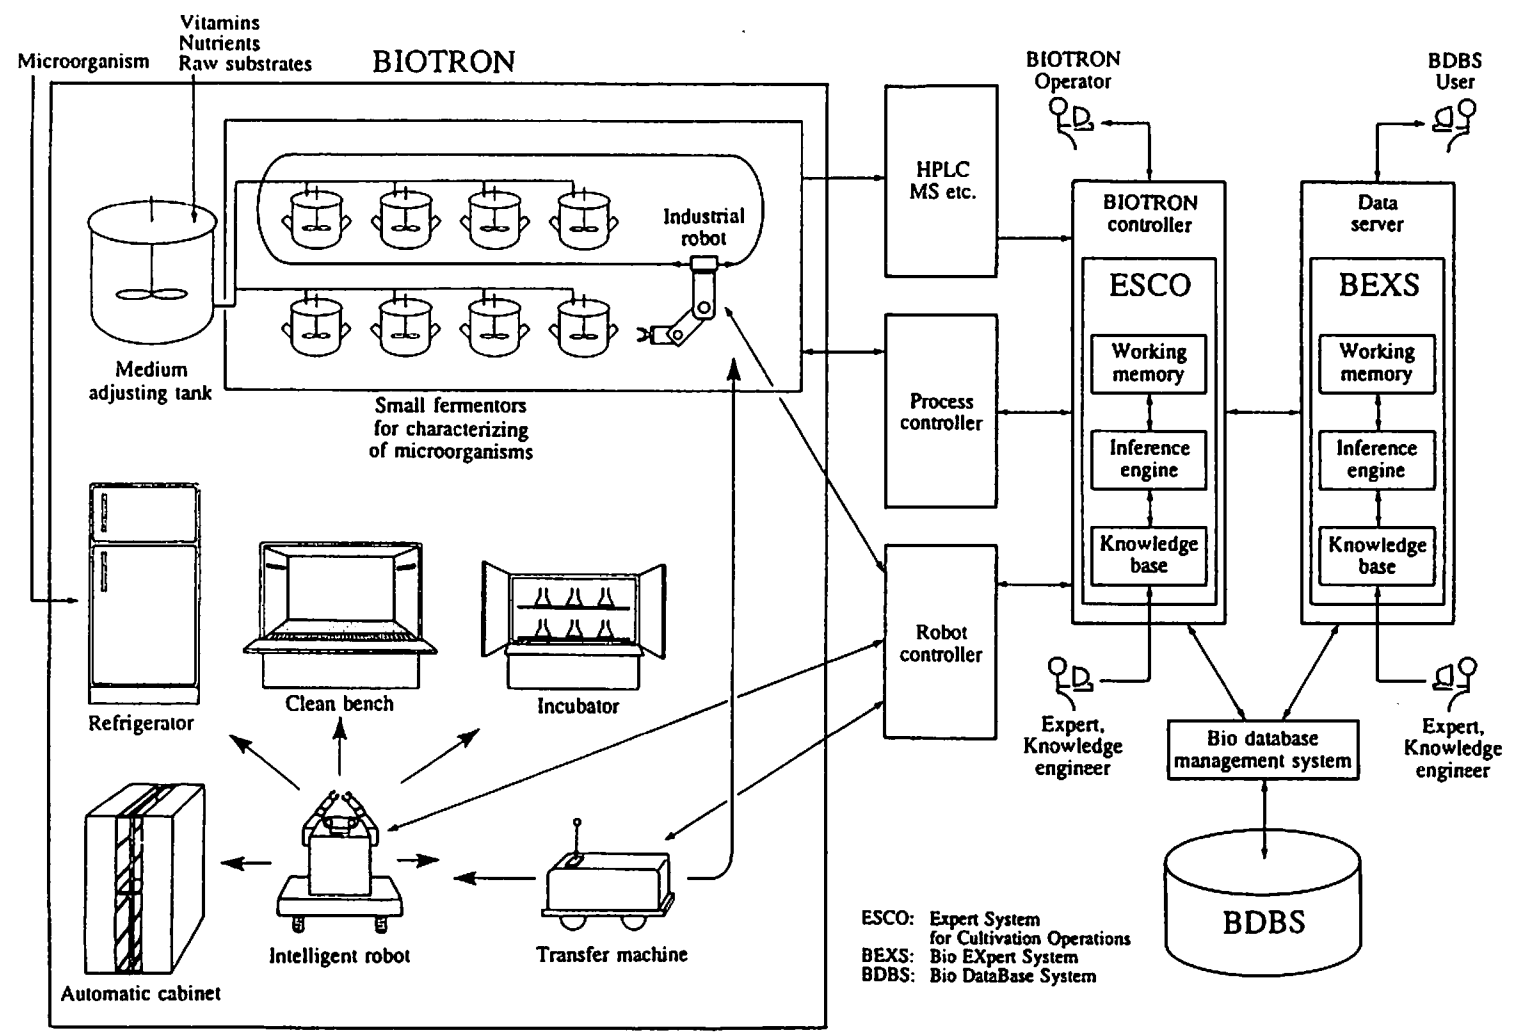 Vitamins
Nutrients
Raw substrates
Microorganism
BIOTRON
Medium
adjusting tank
Industrial
robot
Small fermentors
for characterizing
of microorganisms
Refrigerator
Clean bench
Incubator
Automatic cabinet
Intelligent robot
Transfer machine
HPLC
MS etc.
Process
controller
Robot
controller
BIOTRON
Operator
BIOTRON
controller
ESCO
Working
memory
Inference
engine
Knowledge
base
Expert,
Knowledge
engineer
BDBS
User
Data
server
BEXS
Working
memory
Inference
engine
Knowledge
base
Expert,
Knowledge
engineer
Bio database
management system
BDBS
ESCO: Expert System
for Cultivation Operations
BEXS: Bio EXpert System
BDBS: Bio DataBase System